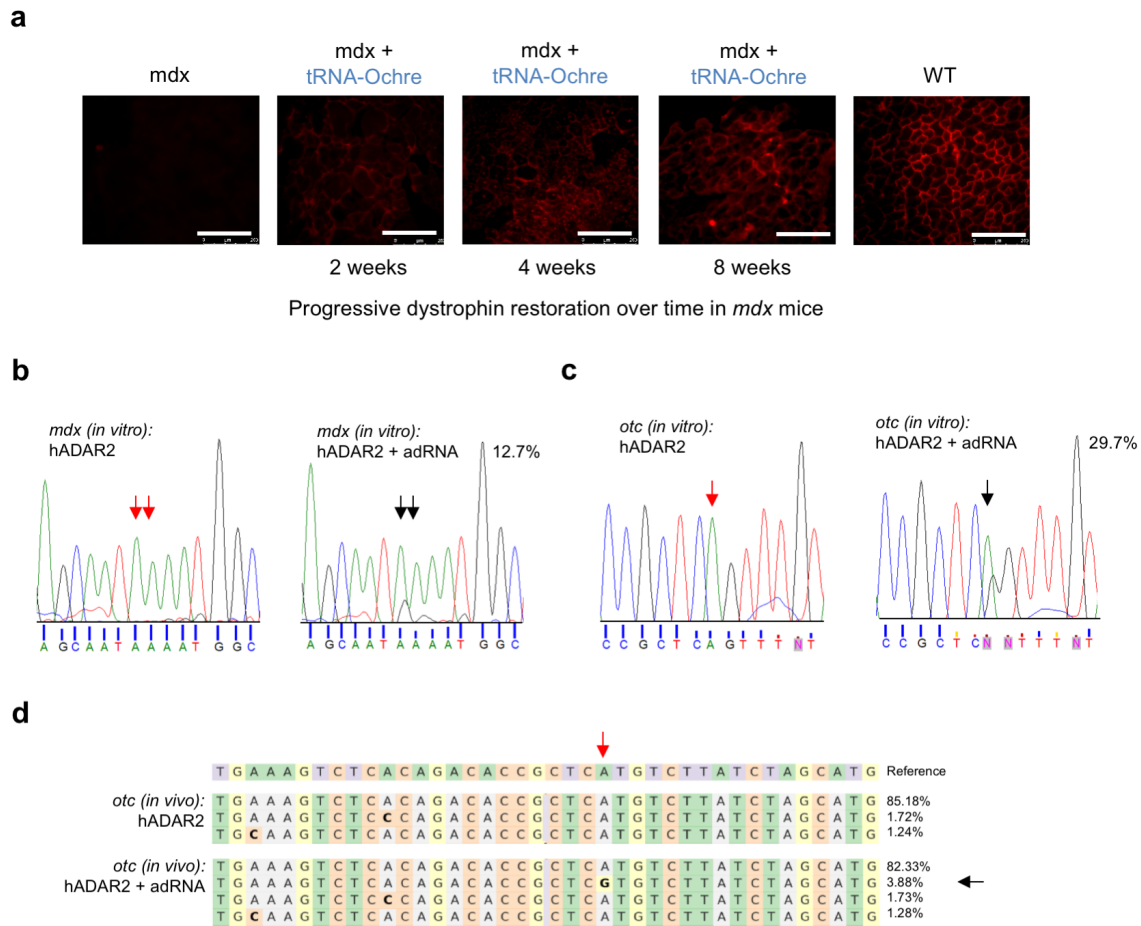 a
mdx
mdx +
tRNA-Ochre
mdx +
tRNA-Ochre
mdx +
tRNA-Ochre
WT
2 weeks
4 weeks
8 weeks
Progressive dystrophin restoration over time in mdx mice
b
mdx (in vitro):
hADAR2
mdx (in vitro):
hADAR2 + adRNA
12.7%
A G C A A T A A A A T G G C
A G C A A T A A A A T G G C
c
otc (in vitro):
hADAR2
otc (in vitro):
hADAR2 + adRNA
29.7%
C C G C T C A G T T T T N T
C C G C T C N N T T T N T
d
T G A A A G T C T C A C A G A C A C C G C T C A T G T C T T A T C T A G C A T G Reference
otc (in vivo):
hADAR2
T G A A A G T C T C A C A G A C A C C G C T C A T G T C T T A T C T A G C A T G 85.18%
T G A A A G T C T C C C A G A C A C C G C T C A T G T C T T A T C T A G C A T G 1.72%
T G C A A G T C T C A C A G A C A C C G C T C A T G T C T T A T C T A G C A T G 1.24%
otc (in vivo):
hADAR2 + adRNA
T G A A A G T C T C A C A G A C A C C G C T C A T G T C T T A T C T A G C A T G 82.33%
T G A A A G T C T C A C A G A C A C C G C T C G T G T C T T A T C T A G C A T G 3.88%
T G A A A G T C T C C C A G A C A C C G C T C A T G T C T T A T C T A G C A T G 1.73%
T G C A A G T C T C A C A G A C A C C G C T C A T G T C T T A T C T A G C A T G 1.28%